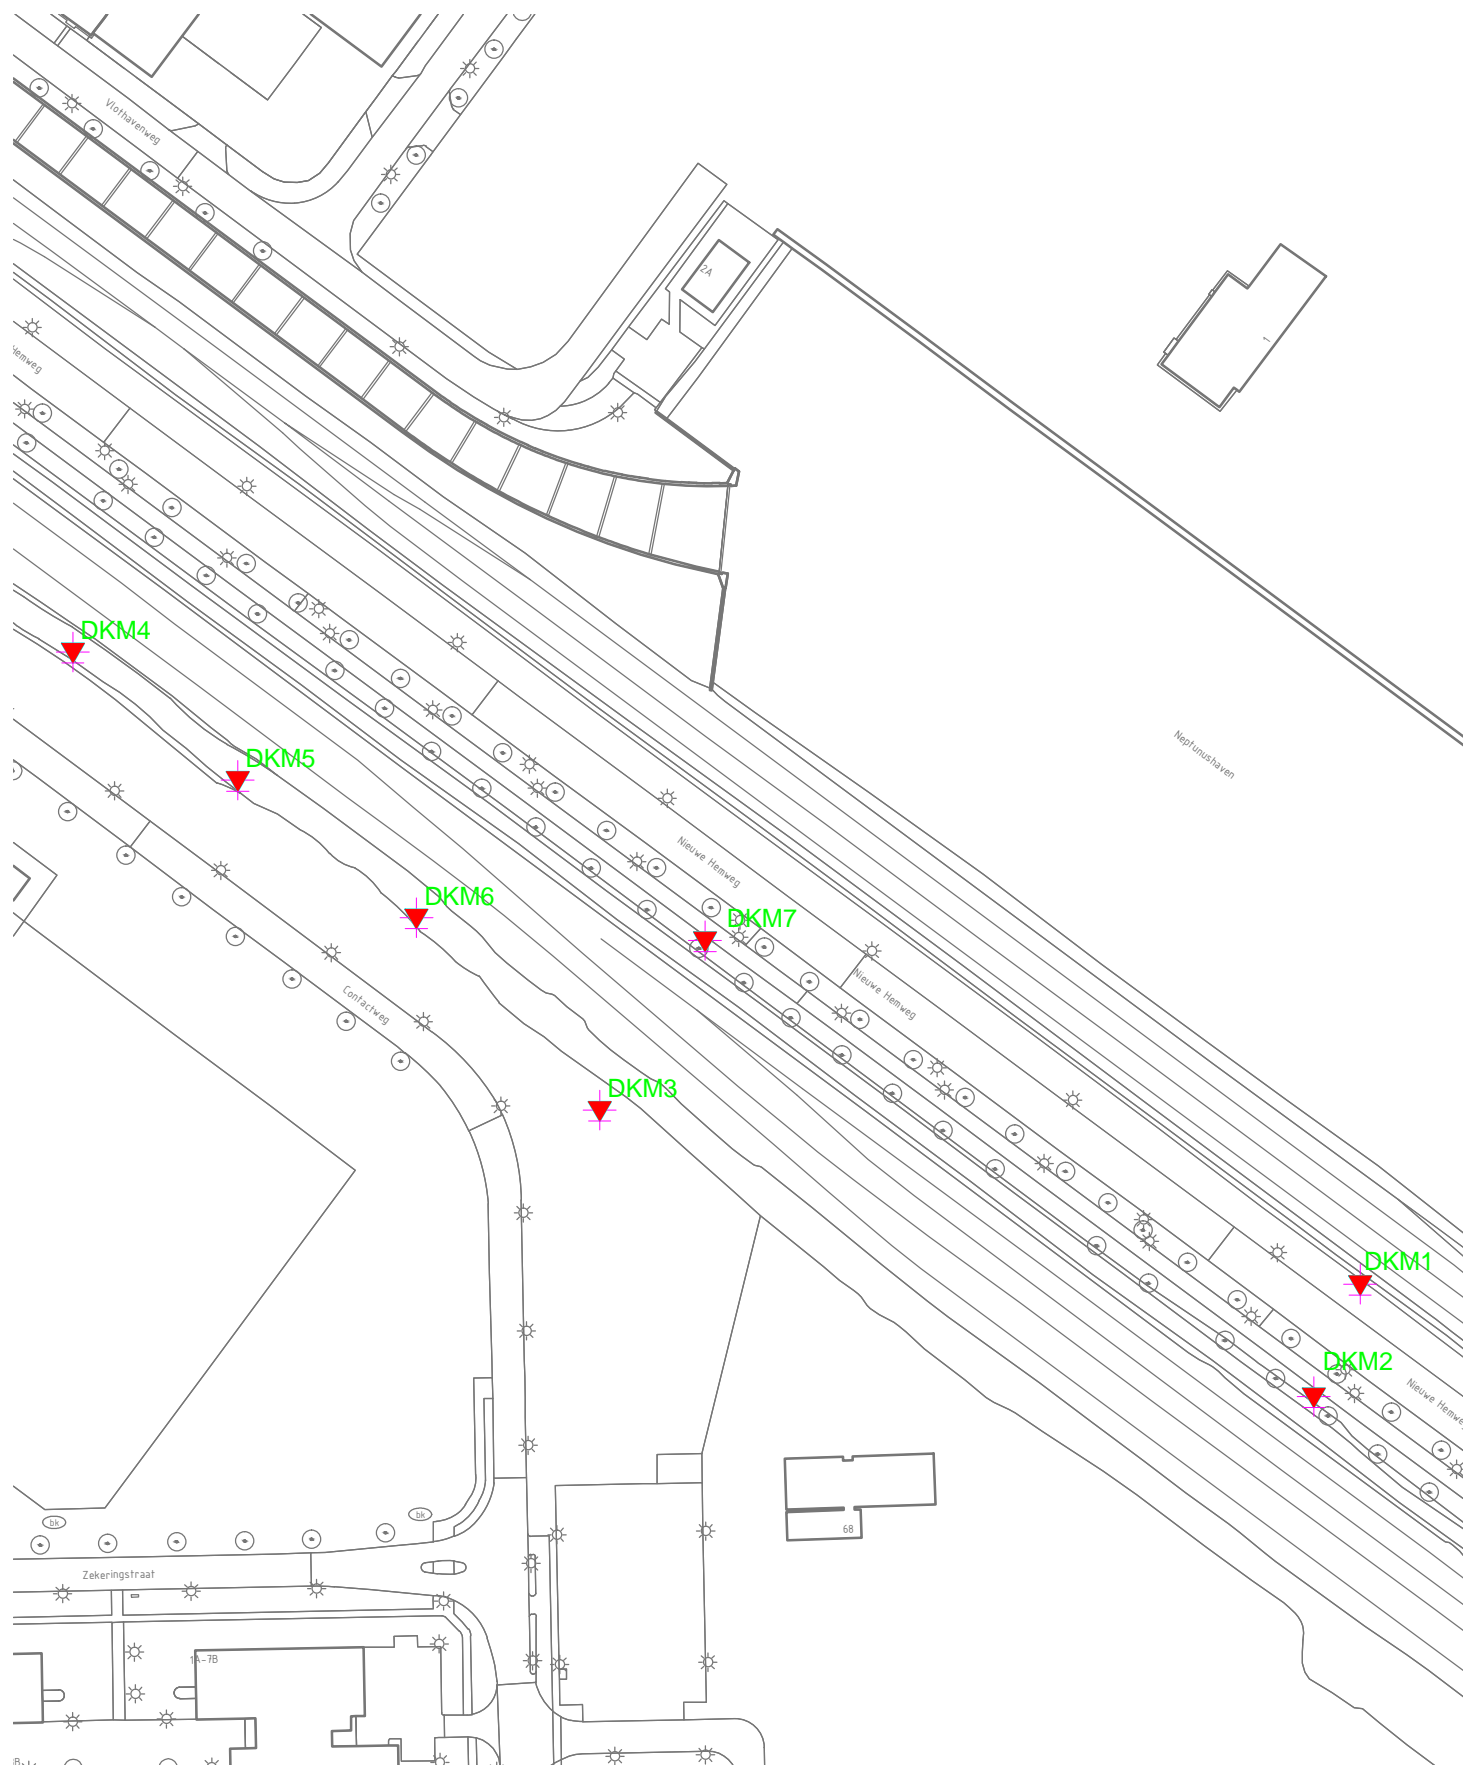 Vlothavenweg
2A
1
Hemweg
DKM4
DKM5
Neptunushaven
Nieuwe Hemweg
DKM6
DKM7
Nieuwe Hemweg
Contactweg
DKM3
DKM1
DKM2
Nieuwe Hemweg
bk
bk
68
Zekeringstraat
1A-7B